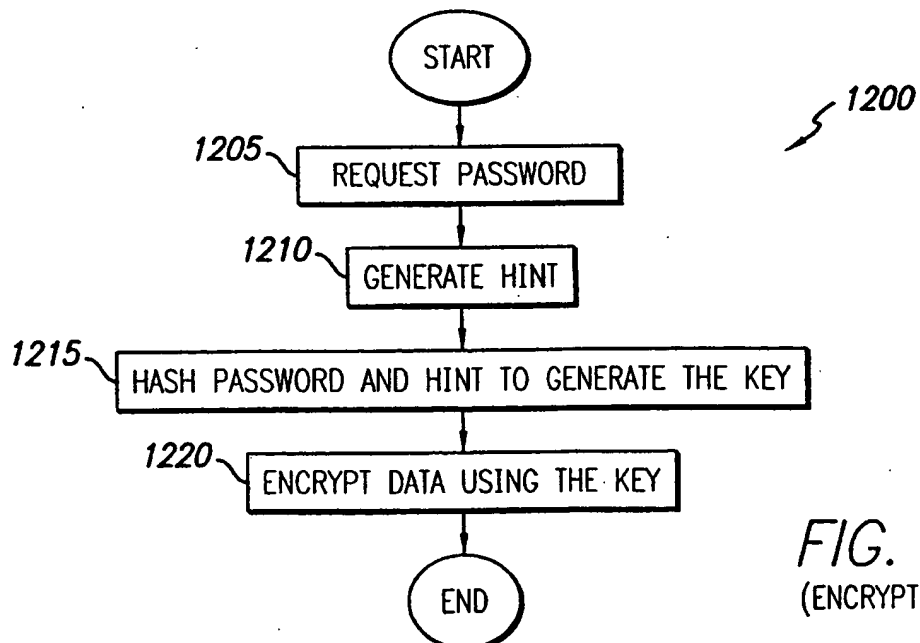 START
1200
1205
REQUEST PASSWORD
1210
GENERATE HINT
1215
HASH PASSWORD AND HINT TO GENERATE THE KEY
1220
ENCRYPT DATA USING THE KEY
FIG.
(ENCRYPT
END